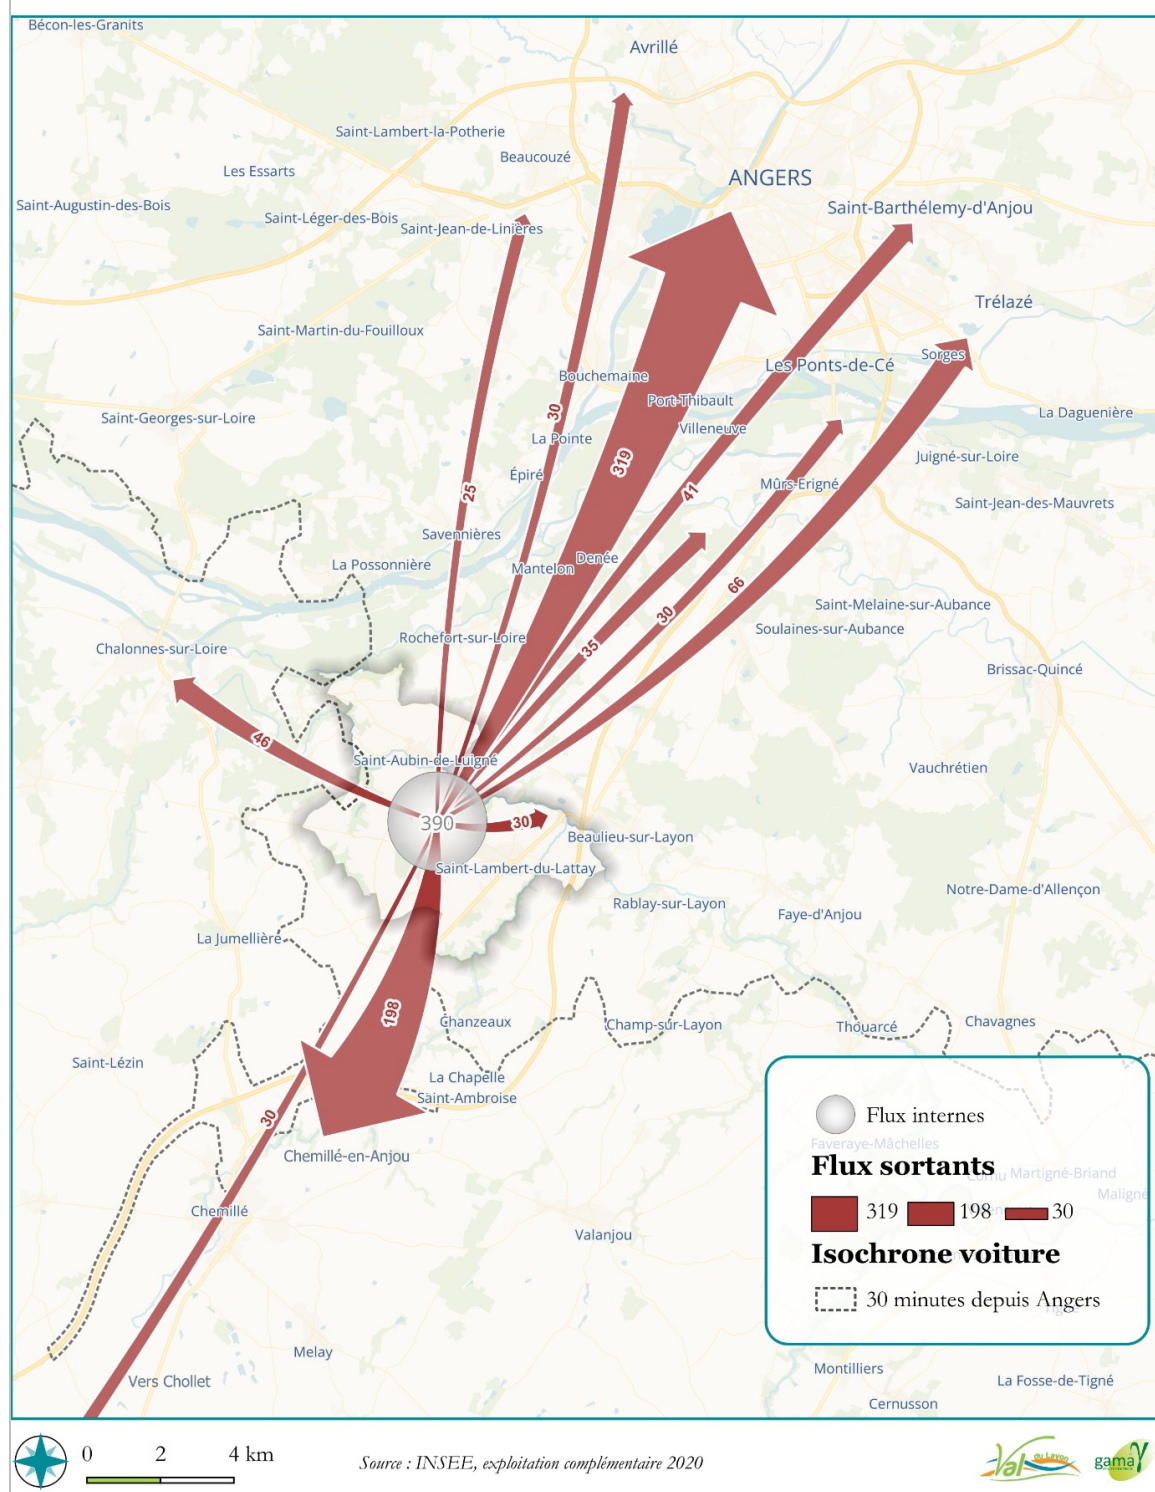 Bécon-les-Granits
Avrillé
Saint-Lambert-la-Potherie
Beaucouzé
Les Essarts
ANGERS
Saint-Augustin-des-Bois
Saint-Barthélemy-d'Anjou
Saint-Léger-des-Bois
Saint-Jean-de-Linières
Trélazé
Saint-Martin-du-Fouilloux
Sorges
Les Ponts-de-Cé
Bouchemaine
Port-Thibault
Saint-Georges-sur-Loire
30
La Daguenière
Villeneuve
La Pointe
Juigné-sur-Loire
319
Épiré
Mûrs-Erigné
25
41
Saint-Jean-des-Mauvrets
Savennières
Denée
La Possonnière
Mantelon
66
Saint-Melaine-sur-Aubance
30
Soulaines-sur-Aubance
Rochefort-sur-Loire
35
Chalonnes-sur-Loire
Brissac-Quincé
46
Saint-Aubin-de-Luigné
Vauchrétien
390
30
Beaulieu-sur-Layon
Saint-Lambert-du-Lattay
Notre-Dame-d'Allençon
Rablay-sur-Layon
Faye-d'Anjou
La Jumellière
198
Chanzeaux
Champ-sur-Layon
Thouarcé
Chavagnes
Saint-Lézin
La Chapelle
Saint-Ambroise
30
Chemillé-en-Anjou
Chemillé
Valanjou
Melay
Vers Chollet
Flux internes
Faveraye-Mâchelles
Flux sortants
Martigné-Briand
Maligné
319
198
30
Isochrone voiture
30 minutes depuis Angers
Montilliers
La Fosse-de-Tigné
Cernusson
0 2 4 km
Source : INSEE, exploitation complémentaire 2020
Val du Layon
gama